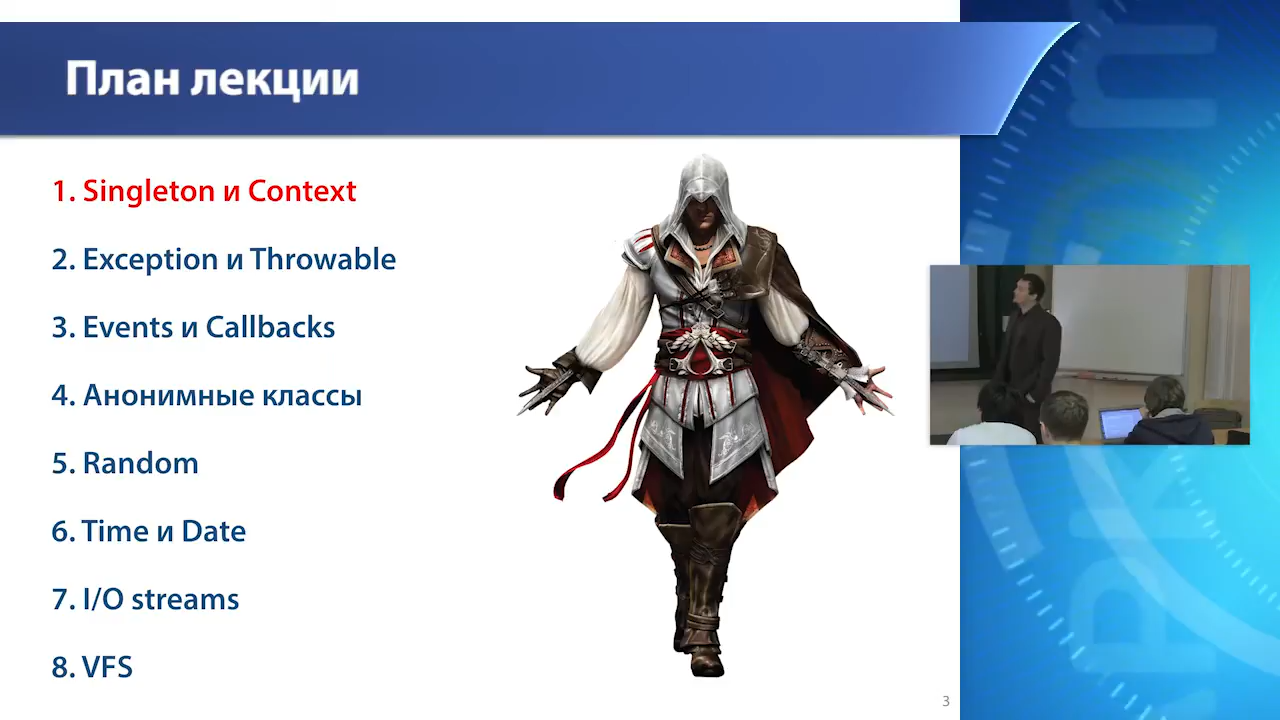 План лекции
1. Singleton и Context
2. Exception и Throwable
3. Events и Callbacks
4. Анонимные классы
5. Random
6. Time и Date
7. I/O streams
8. VFS
3